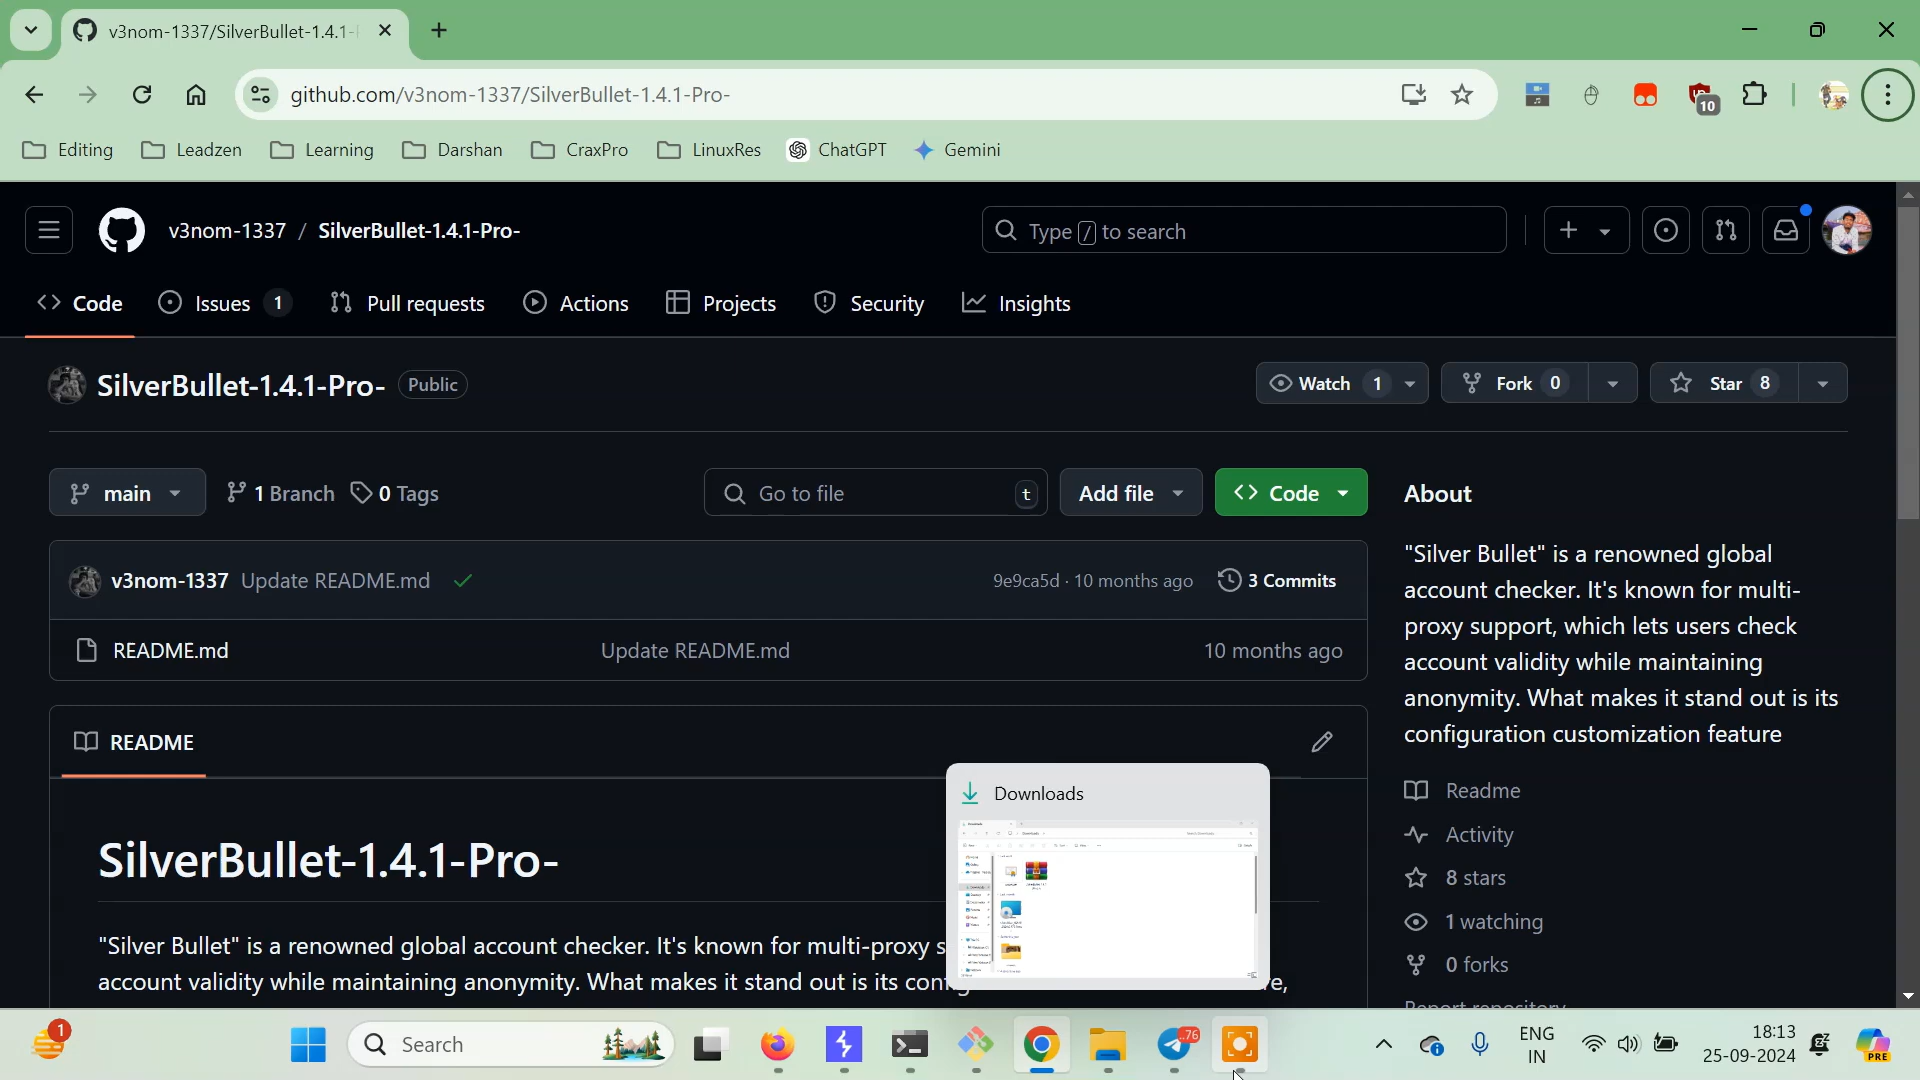 v3nom-1337/SilverBullet-1.4.1-
github.com/v3nom-1337/SilverBullet-1.4.1-Pro-
10
Editing Leadzen Learning Darshan CraxPro LinuxRes ChatGPT Gemini
v3nom-1337 / SilverBullet-1.4.1-Pro-
Type / to search
Code Issues 1 Pull requests Actions Projects Security Insights
SilverBullet-1.4.1-Pro- Public
Watch 1 Fork 0 Star 8
main 1 Branch 0 Tags
Go to file t Add file Code
About
"Silver Bullet" is a renowned global
account checker. It's known for multi-
proxy support, which lets users check
account validity while maintaining
anonymity. What makes it stand out is its
configuration customization feature
v3nom-1337 Update README.md 9e9ca5d · 10 months ago 3 Commits
README.md Update README.md 10 months ago
README
Readme
Activity
8 stars
1 watching
0 forks
Report repository
SilverBullet-1.4.1-Pro-
"Silver Bullet" is a renowned global account checker. It's known for multi-proxy s
account validity while maintaining anonymity. What makes it stand out is its con
e,
Downloads
1
Search
PRE
..76
ENG
IN
18:13
25-09-2024